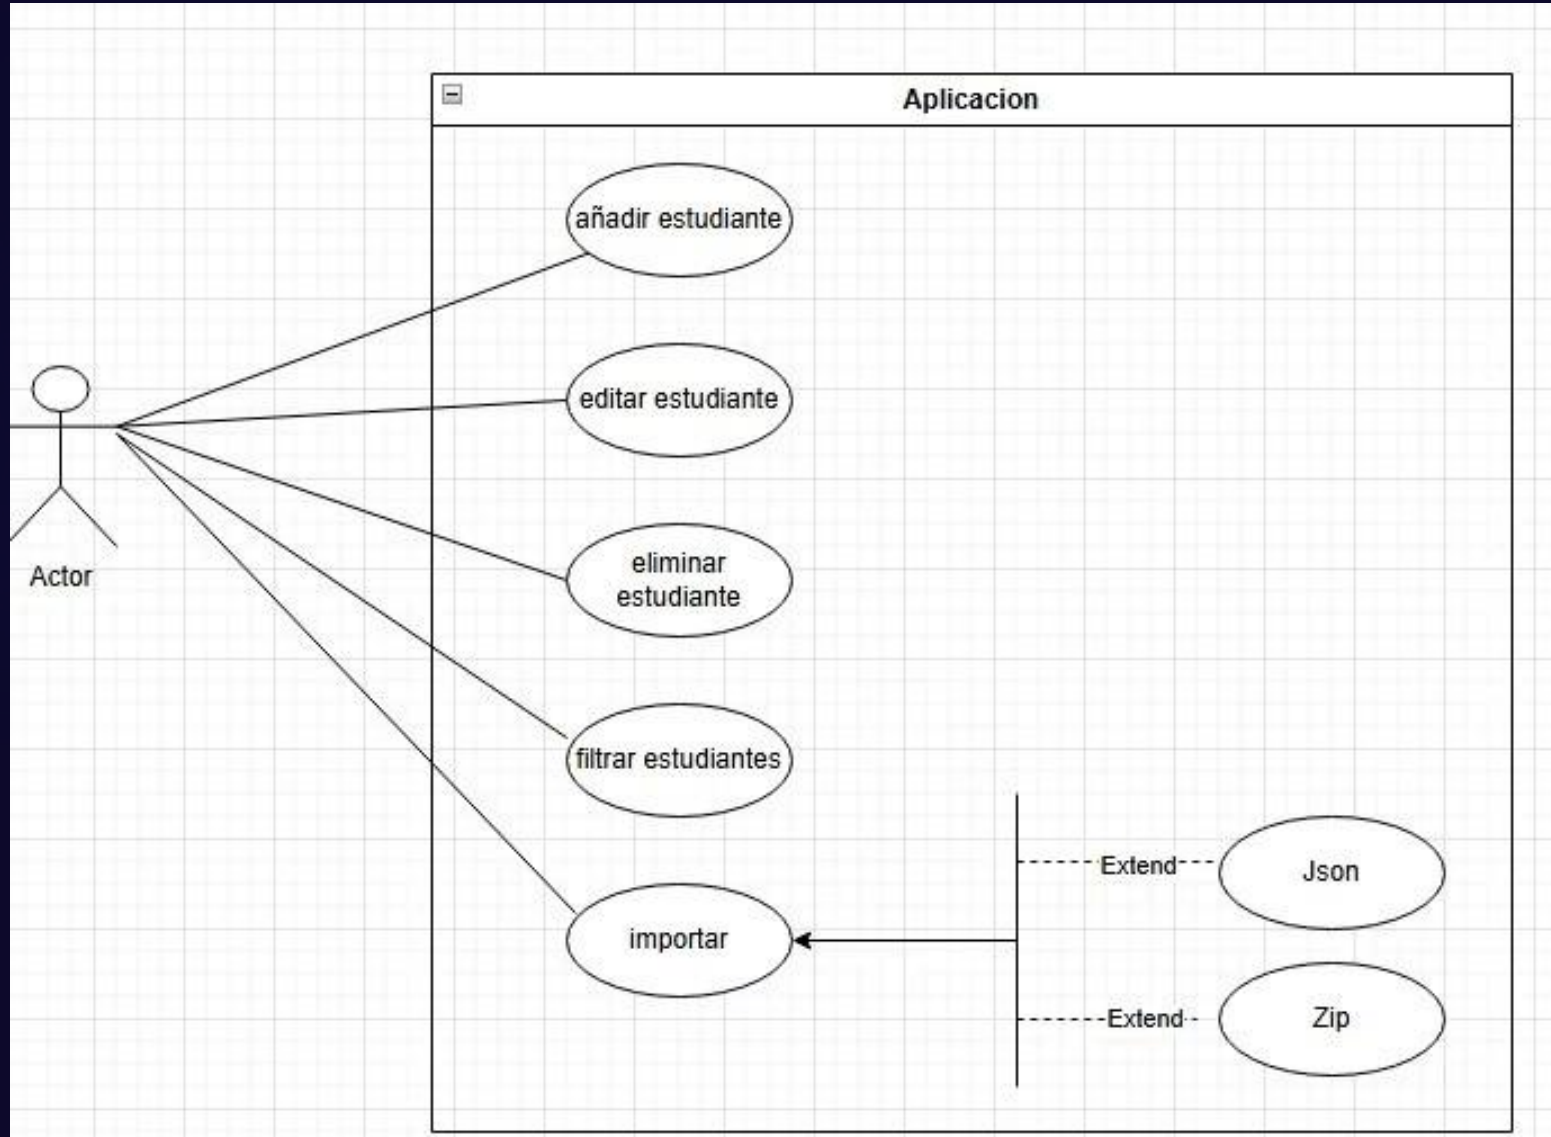 Aplicacion
añadir estudiante
editar estudiante
eliminar
estudiante
Actor
filtrar estudiantes
Extend
Json
importar
Extend
Zip